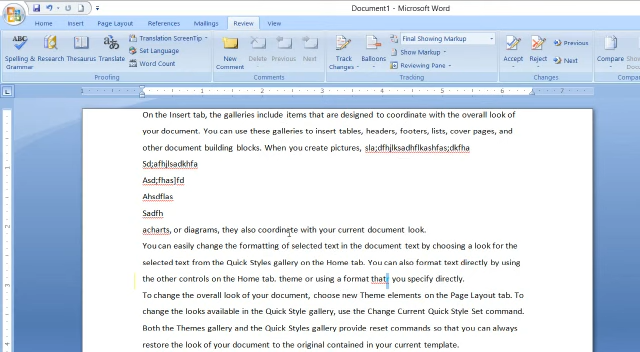 Document1 - Microsoft Word
Home Insert Page Layout References Mailings Review View
ABC Spelling & Grammar Research Thesaurus Translate
Translation ScreenTip
Set Language
Word Count
Proofing
New Comment Delete Previous Next
Comments
Track Changes Balloons
Final Showing Markup
Show Markup
Reviewing Pane
Tracking
Accept Reject
Previous
Next
Changes
Compare
Compare
On the Insert tab, the galleries include items that are designed to coordinate with the overall look of
your document. You can use these galleries to insert tables, headers, footers, lists, cover pages, and
other document building blocks. When you create pictures, sla;dfhjlksadhflkashfas;dkfha
Sd;afhjlsadkhfa
Asd;fhas]fd
Ahsdflas
Sadfh
acharts, or diagrams, they also coordinate with your current document look.
You can easily change the formatting of selected text in the document text by choosing a look for the
selected text from the Quick Styles gallery on the Home tab. You can also format text directly by using
the other controls on the Home tab. theme or using a format that; you specify directly.
To change the overall look of your document, choose new Theme elements on the Page Layout tab. To
change the looks available in the Quick Style gallery, use the Change Current Quick Style Set command.
Both the Themes gallery and the Quick Styles gallery provide reset commands so that you can always
restore the look of your document to the original contained in your current template.